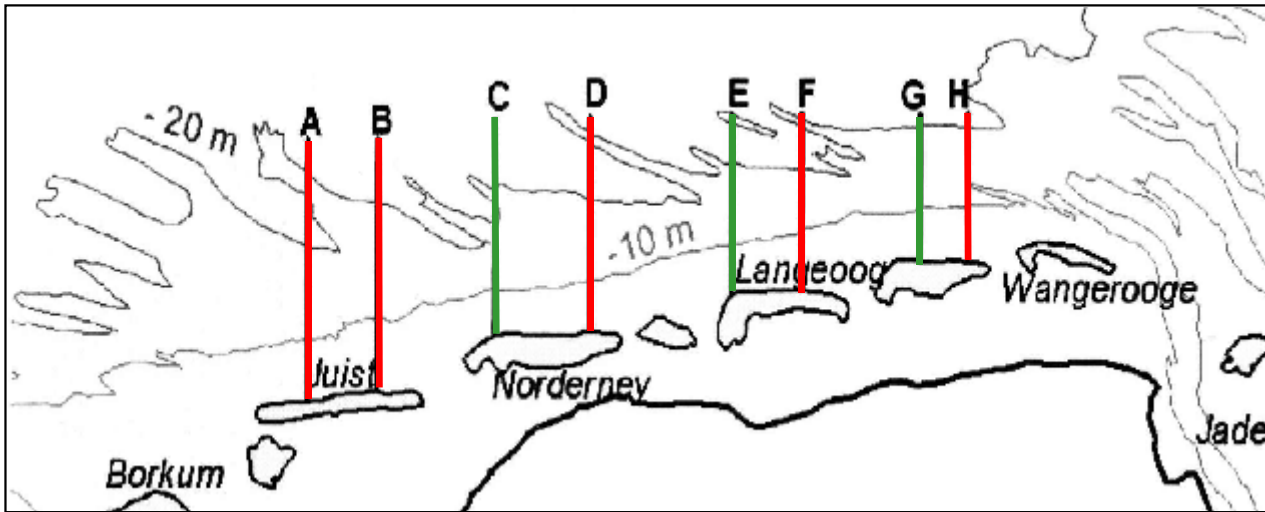 A B C D E F G H
- 20 m
-10 m
Langeoog
Wangerooge
Juist
Norderney
Jade
Borkum